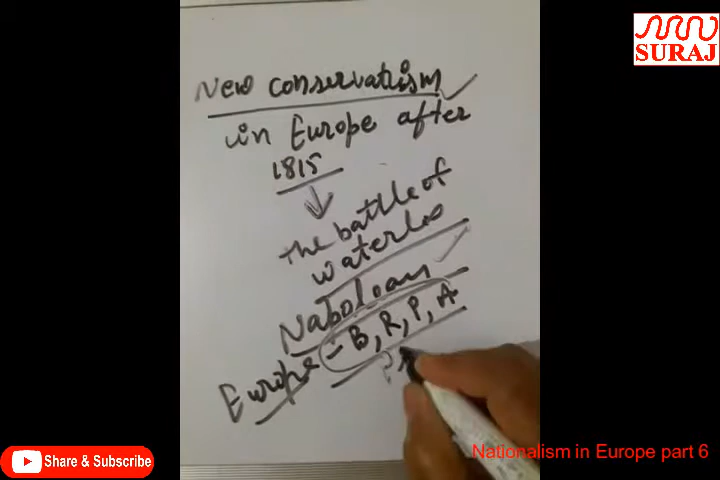 SURAJ
New conservatism
in Europe after
1815
The battle of
waterloo
Naboloan
Europe - B, R, P, A
Nationalism in Europe part 6
Share & Subscribe